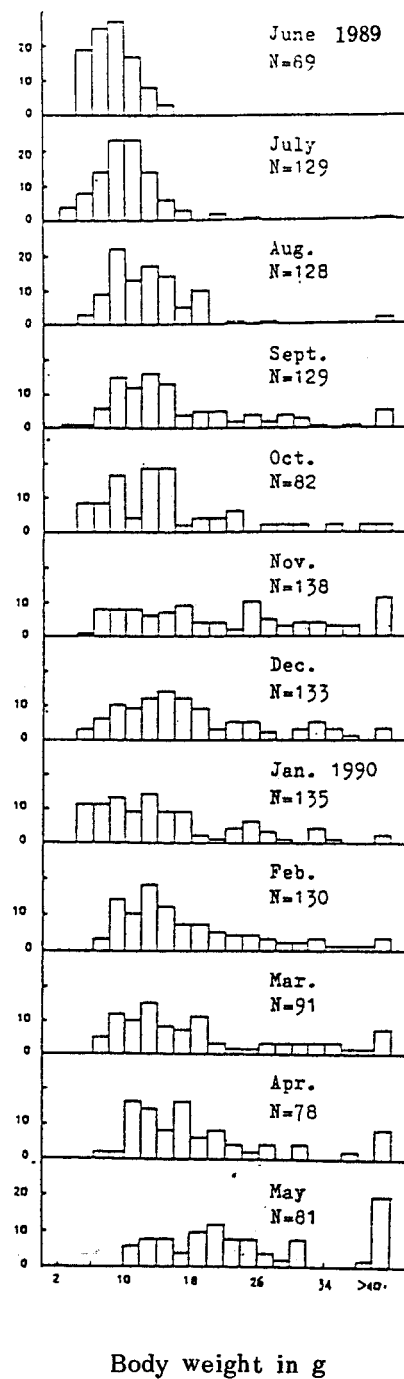 June 1989
N=89
20
10
0
July
N=129
20
10
0
Aug.
N=128
20
10
0
Sept.
N=129
10
0
Oct.
N=82
10
0
Nov.
N=138
10
0
Dec.
N=133
10
0
Jan. 1990
N=135
10
0
Feb.
N=130
10
0
Mar.
N=91
10
0
Apr.
N=78
10
0
May
N=81
20
10
0
2 10 18 26 34 >40.
Body weight in g